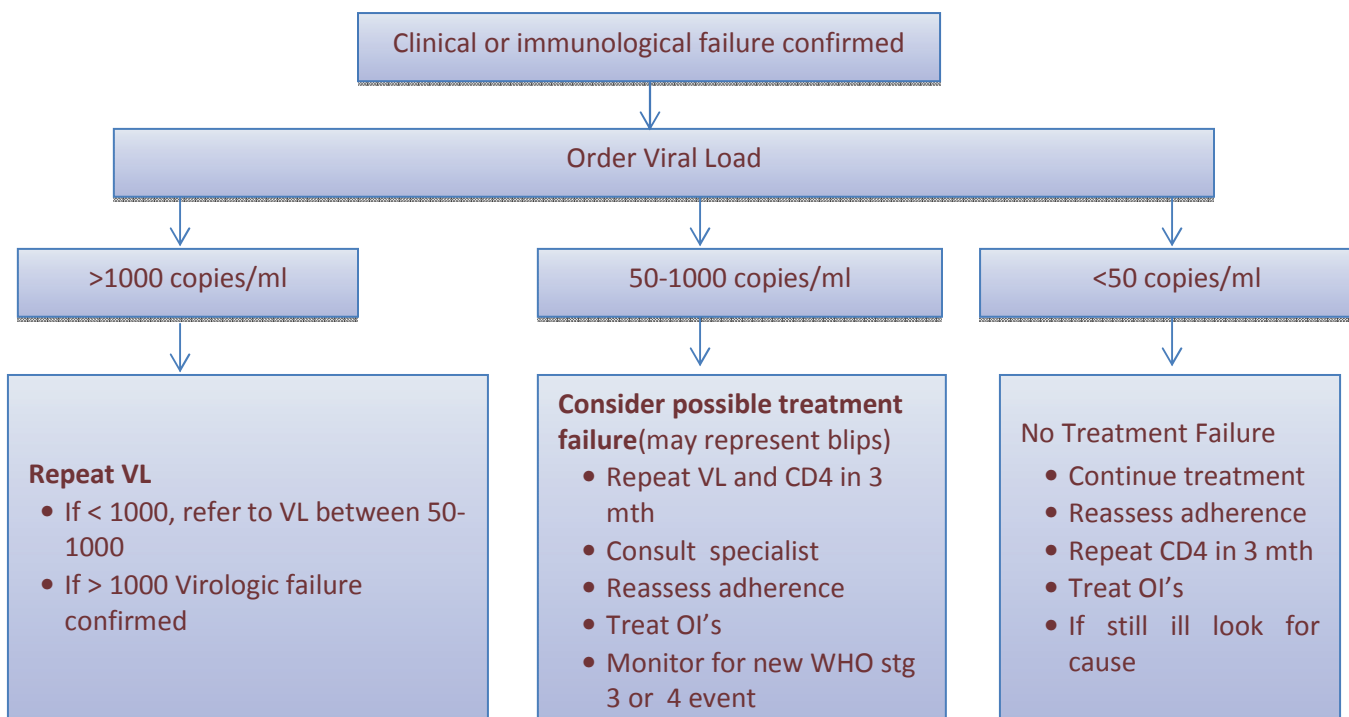 Clinical or immunological failure confirmed
Order Viral Load
>1000 copies/ml
50-1000 copies/ml
<50 copies/ml
Repeat VL
• If < 1000, refer to VL between 50-
1000
• If > 1000 Virologic failure
confirmed
Consider possible treatment
failure(may represent blips)
• Repeat VL and CD4 in 3
mth
• Consult specialist
• Reassess adherence
• Treat OI's
• Monitor for new WHO stg
3 or 4 event
No Treatment Failure
• Continue treatment
• Reassess adherence
• Repeat CD4 in 3 mth
• Treat OI's
• If still ill look for
cause